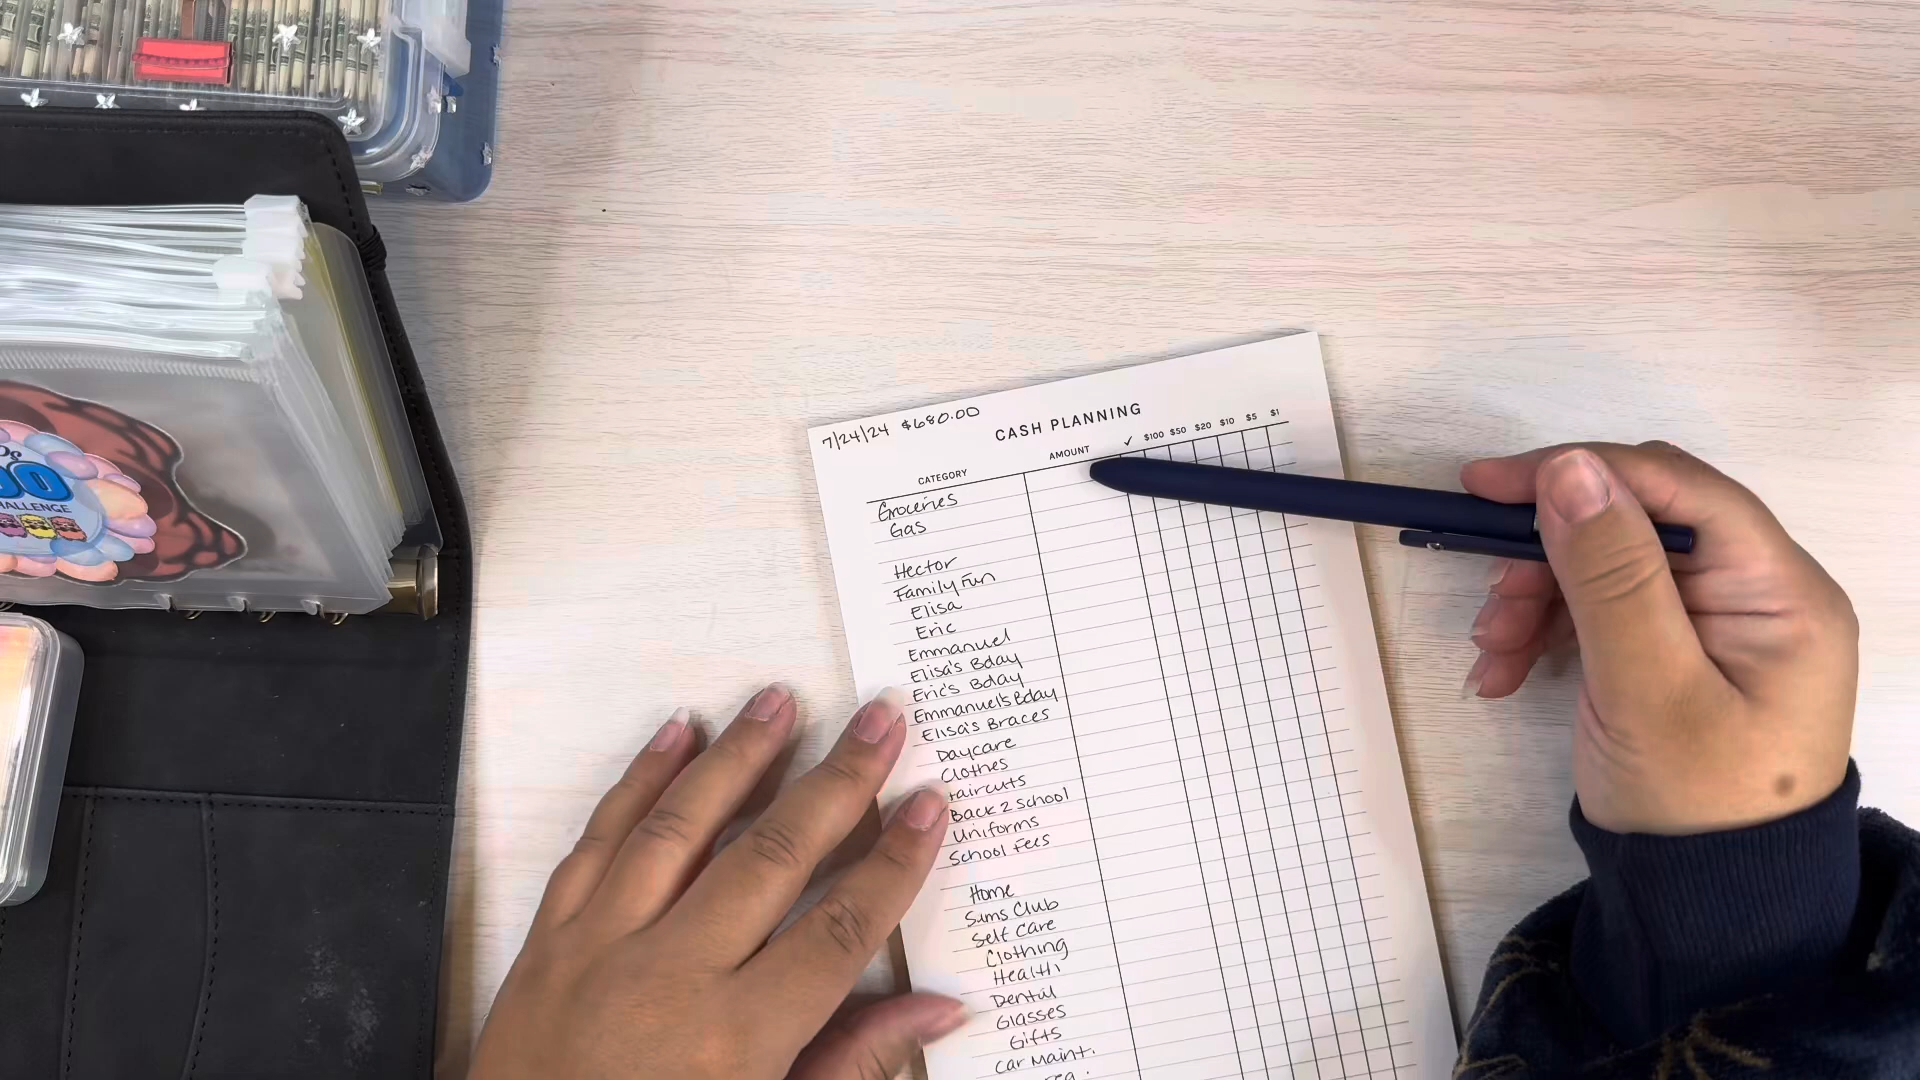 7/24/24 $680.00
CASH PLANNING
CATEGORY AMOUNT ✓ $100 $50 $20 $10 $5 $1
Groceries
Gas
Hector
Family Fun
Elisa
Eric
Emmanuel
Elisa's Bday
Eric's Bday
Emmanuel's Bday
Elisa's Braces
Daycare
Clothes
Haircuts
Back 2 School
Uniforms
School Fees
Home
Sams Club
Self Care
Clothing
Health
Dental
Glasses
Gifts
Car Maint.
00
HALLENGE